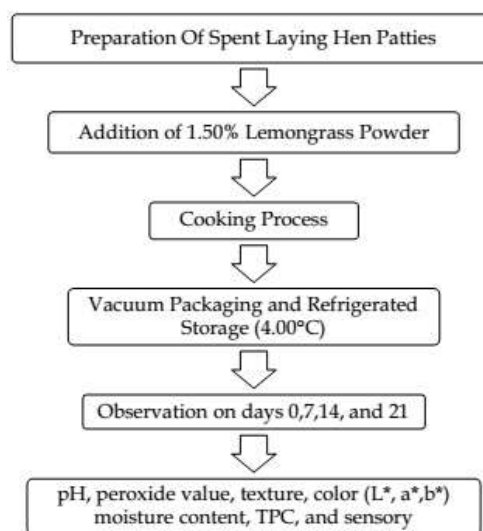 Preparation Of Spent Laying Hen Patties
Addition of 1.50% Lemongrass Powder
Cooking Process
Vacuum Packaging and Refrigerated
Storage (4.00°C)
Observation on days 0,7,14, and 21
pH, peroxide value, texture, color (L*, a*,b*)
moisture content, TPC, and sensory